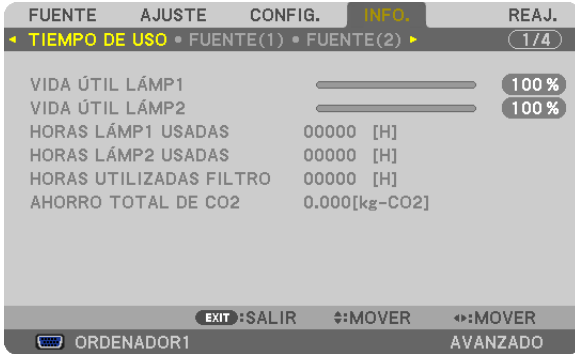 FUENTE AJUSTE CONFIG. INFO. REAJ.
TIEMPO DE USO • FUENTE(1) • FUENTE(2) 1/4
VIDA ÚTIL LÁMP1 100 %
VIDA ÚTIL LÁMP2 100 %
HORAS LÁMP1 USADAS 00000 [H]
HORAS LÁMP2 USADAS 00000 [H]
HORAS UTILIZADAS FILTRO 00000 [H]
AHORRO TOTAL DE CO2 0.000[kg-CO2]
EXIT:SALIR :MOVER :MOVER
ORDENADOR1 AVANZADO